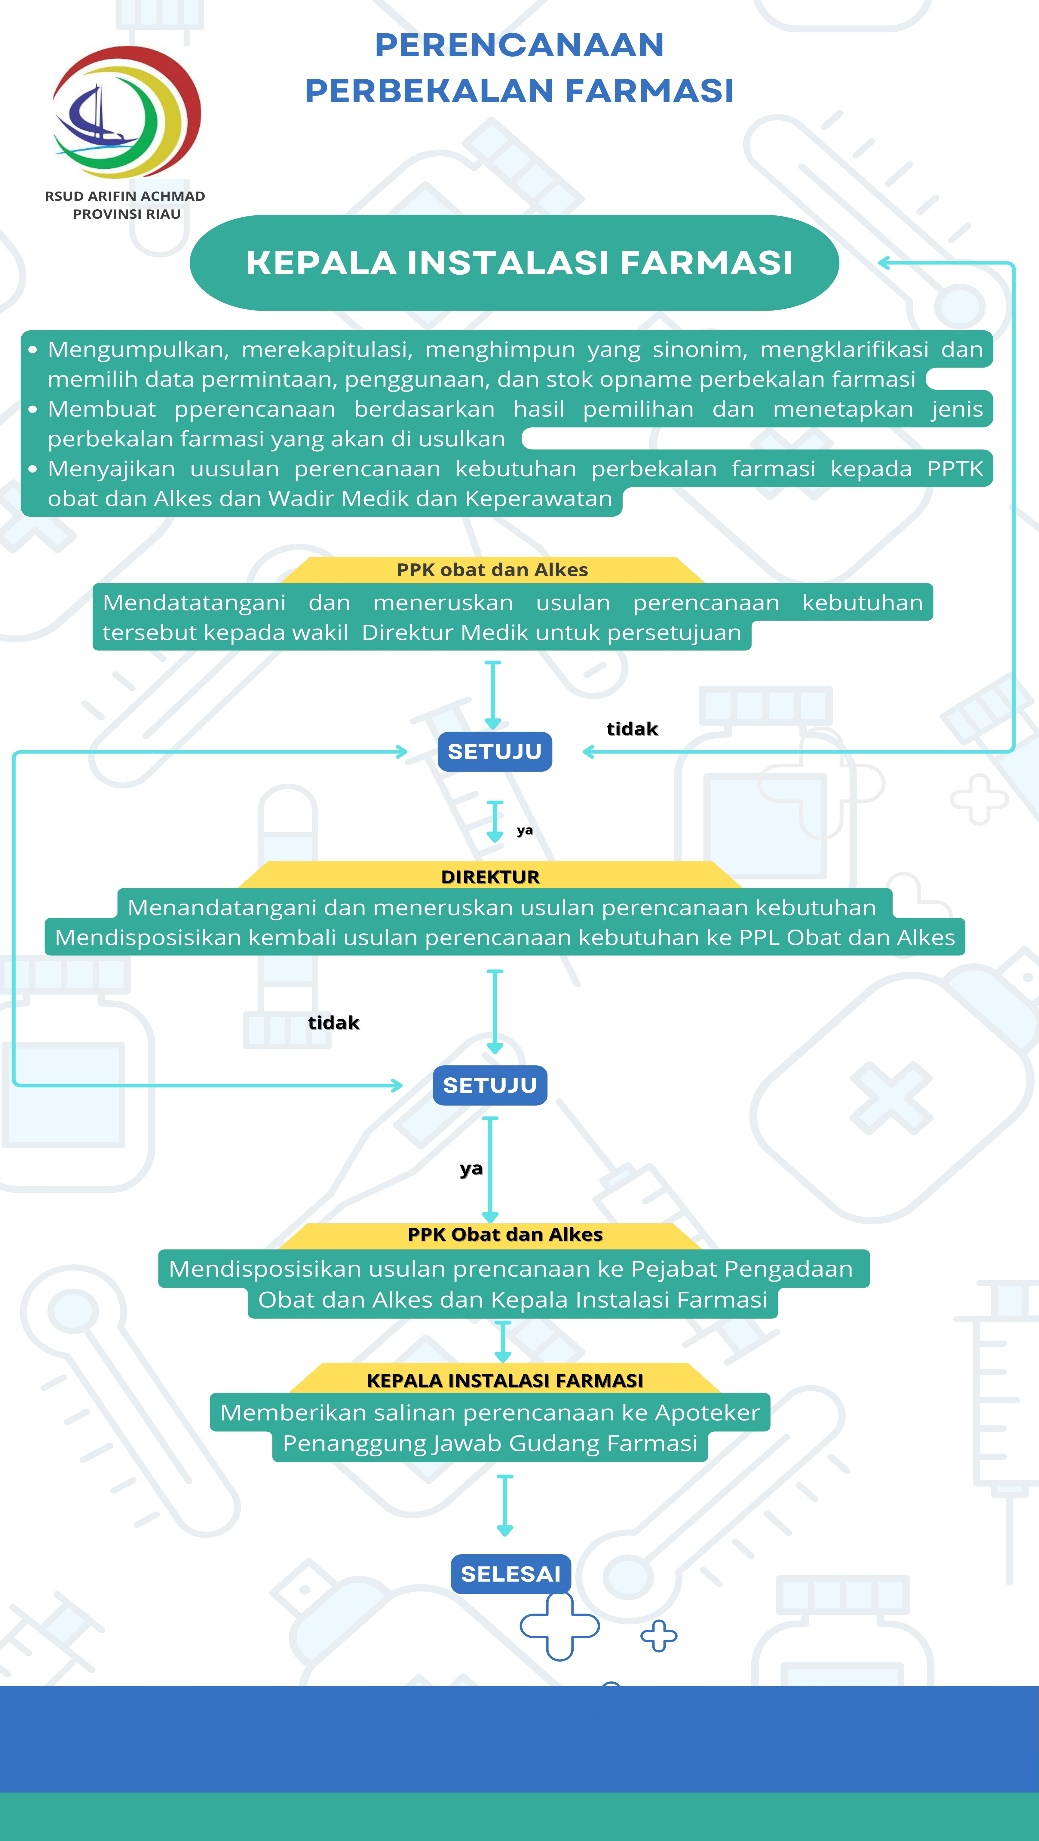 PERENCANAAN
PERBEKALAN FARMASI
RSUD ARIFIN ACHMAD
PROVINSI RIAU
KEPALA INSTALASI FARMASI
• Mengumpulkan, merekapitulasi, menghimpun yang sinonim, mengklarifikasi dan
memilih data permintaan, penggunaan, dan stok opname perbekalan farmasi
• Membuat pperencanaan berdasarkan hasil pemilihan dan menetapkan jenis
perbekalan farmasi yang akan di usulkan
• Menyajikan uusulan perencanaan kebutuhan perbekalan farmasi kepada PPTK
obat dan Alkes dan Wadir Medik dan Keperawatan
PPK obat dan Alkes
Mendatatangani dan meneruskan usulan perencanaan kebutuhan
tersebut kepada wakil Direktur Medik untuk persetujuan
tidak
SETUJU
ya
DIREKTUR
Menandatangani dan meneruskan usulan perencanaan kebutuhan
Mendisposisikan kembali usulan perencanaan kebutuhan ke PPL Obat dan Alkes
tidak
SETUJU
ya
PPK Obat dan Alkes
Mendisposisikan usulan prencanaan ke Pejabat Pengadaan
Obat dan Alkes dan Kepala Instalasi Farmasi
KEPALA INSTALASI FARMASI
Memberikan salinan perencanaan ke Apoteker
Penanggung Jawab Gudang Farmasi
SELESAI